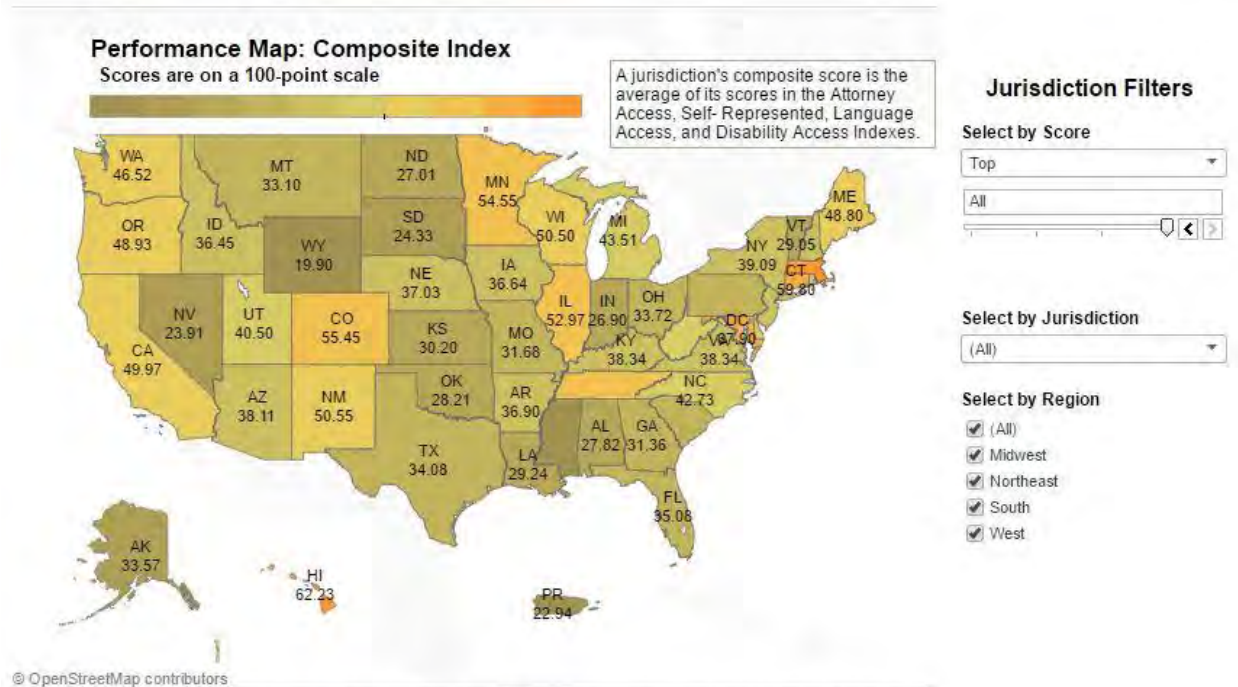 Performance Map: Composite Index
Scores are on a 100-point scale
A jurisdiction's composite score is the
average of its scores in the Attorney
Access, Self- Represented, Language
Access, and Disability Access Indexes.
WA
46.52
MT
33.10
ND
27.01
MN
54.55
OR
48.93
ID
36.45
WY
19.90
SD
24.33
WI
50.50
MI
43.51
NY
39.09
VT
29.05
ME
48.80
CT
59.80
NV
23.91
UT
40.50
CO
55.45
NE
37.03
IA
36.64
IL
52.97
IN
26.90
OH
33.72
DC
CA
49.97
KS
30.20
MO
31.68
KY
38.34
VA
38.34
AZ
38.11
NM
50.55
OK
28.21
AR
36.90
NC
42.73
TX
34.08
LA
29.24
AL
27.82
GA
31.36
FL
35.08
AK
33.57
HI
62.23
PR
22.94
© OpenStreetMap contributors
Jurisdiction Filters
Select by Score
Top
All
Select by Jurisdiction
(All)
Select by Region
(All)
Midwest
Northeast
South
West